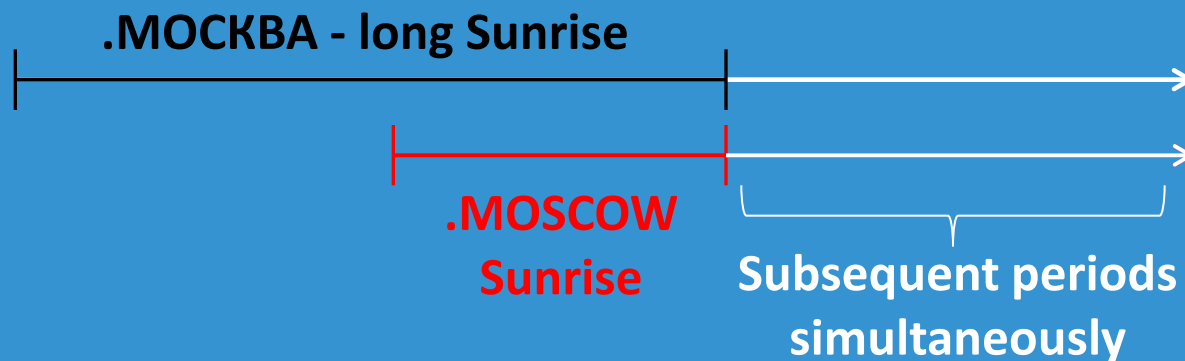 .МОСКВА - long Sunrise
.MOSCOW
Sunrise
Subsequent periods
simultaneously